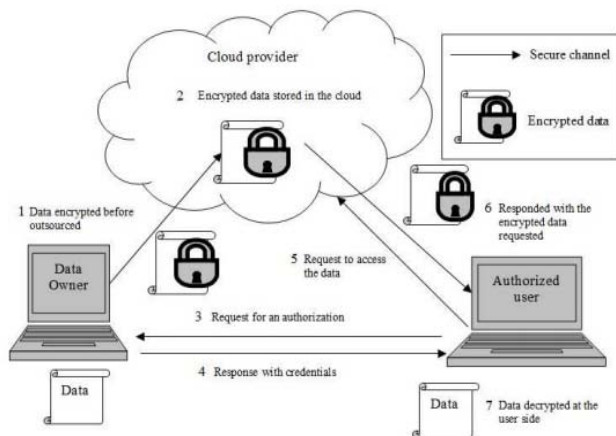 Cloud provider
2 Encrypted data stored in the cloud
Secure channel
Encrypted data
1 Data encrypted before
outsourced
Data
Owner
5 Request to access
the data
6 Responded with the
encrypted data
requested
Authorized
user
3 Request for an authorization
4 Response with credentials
Data
Data
7 Data decrypted at the
user side